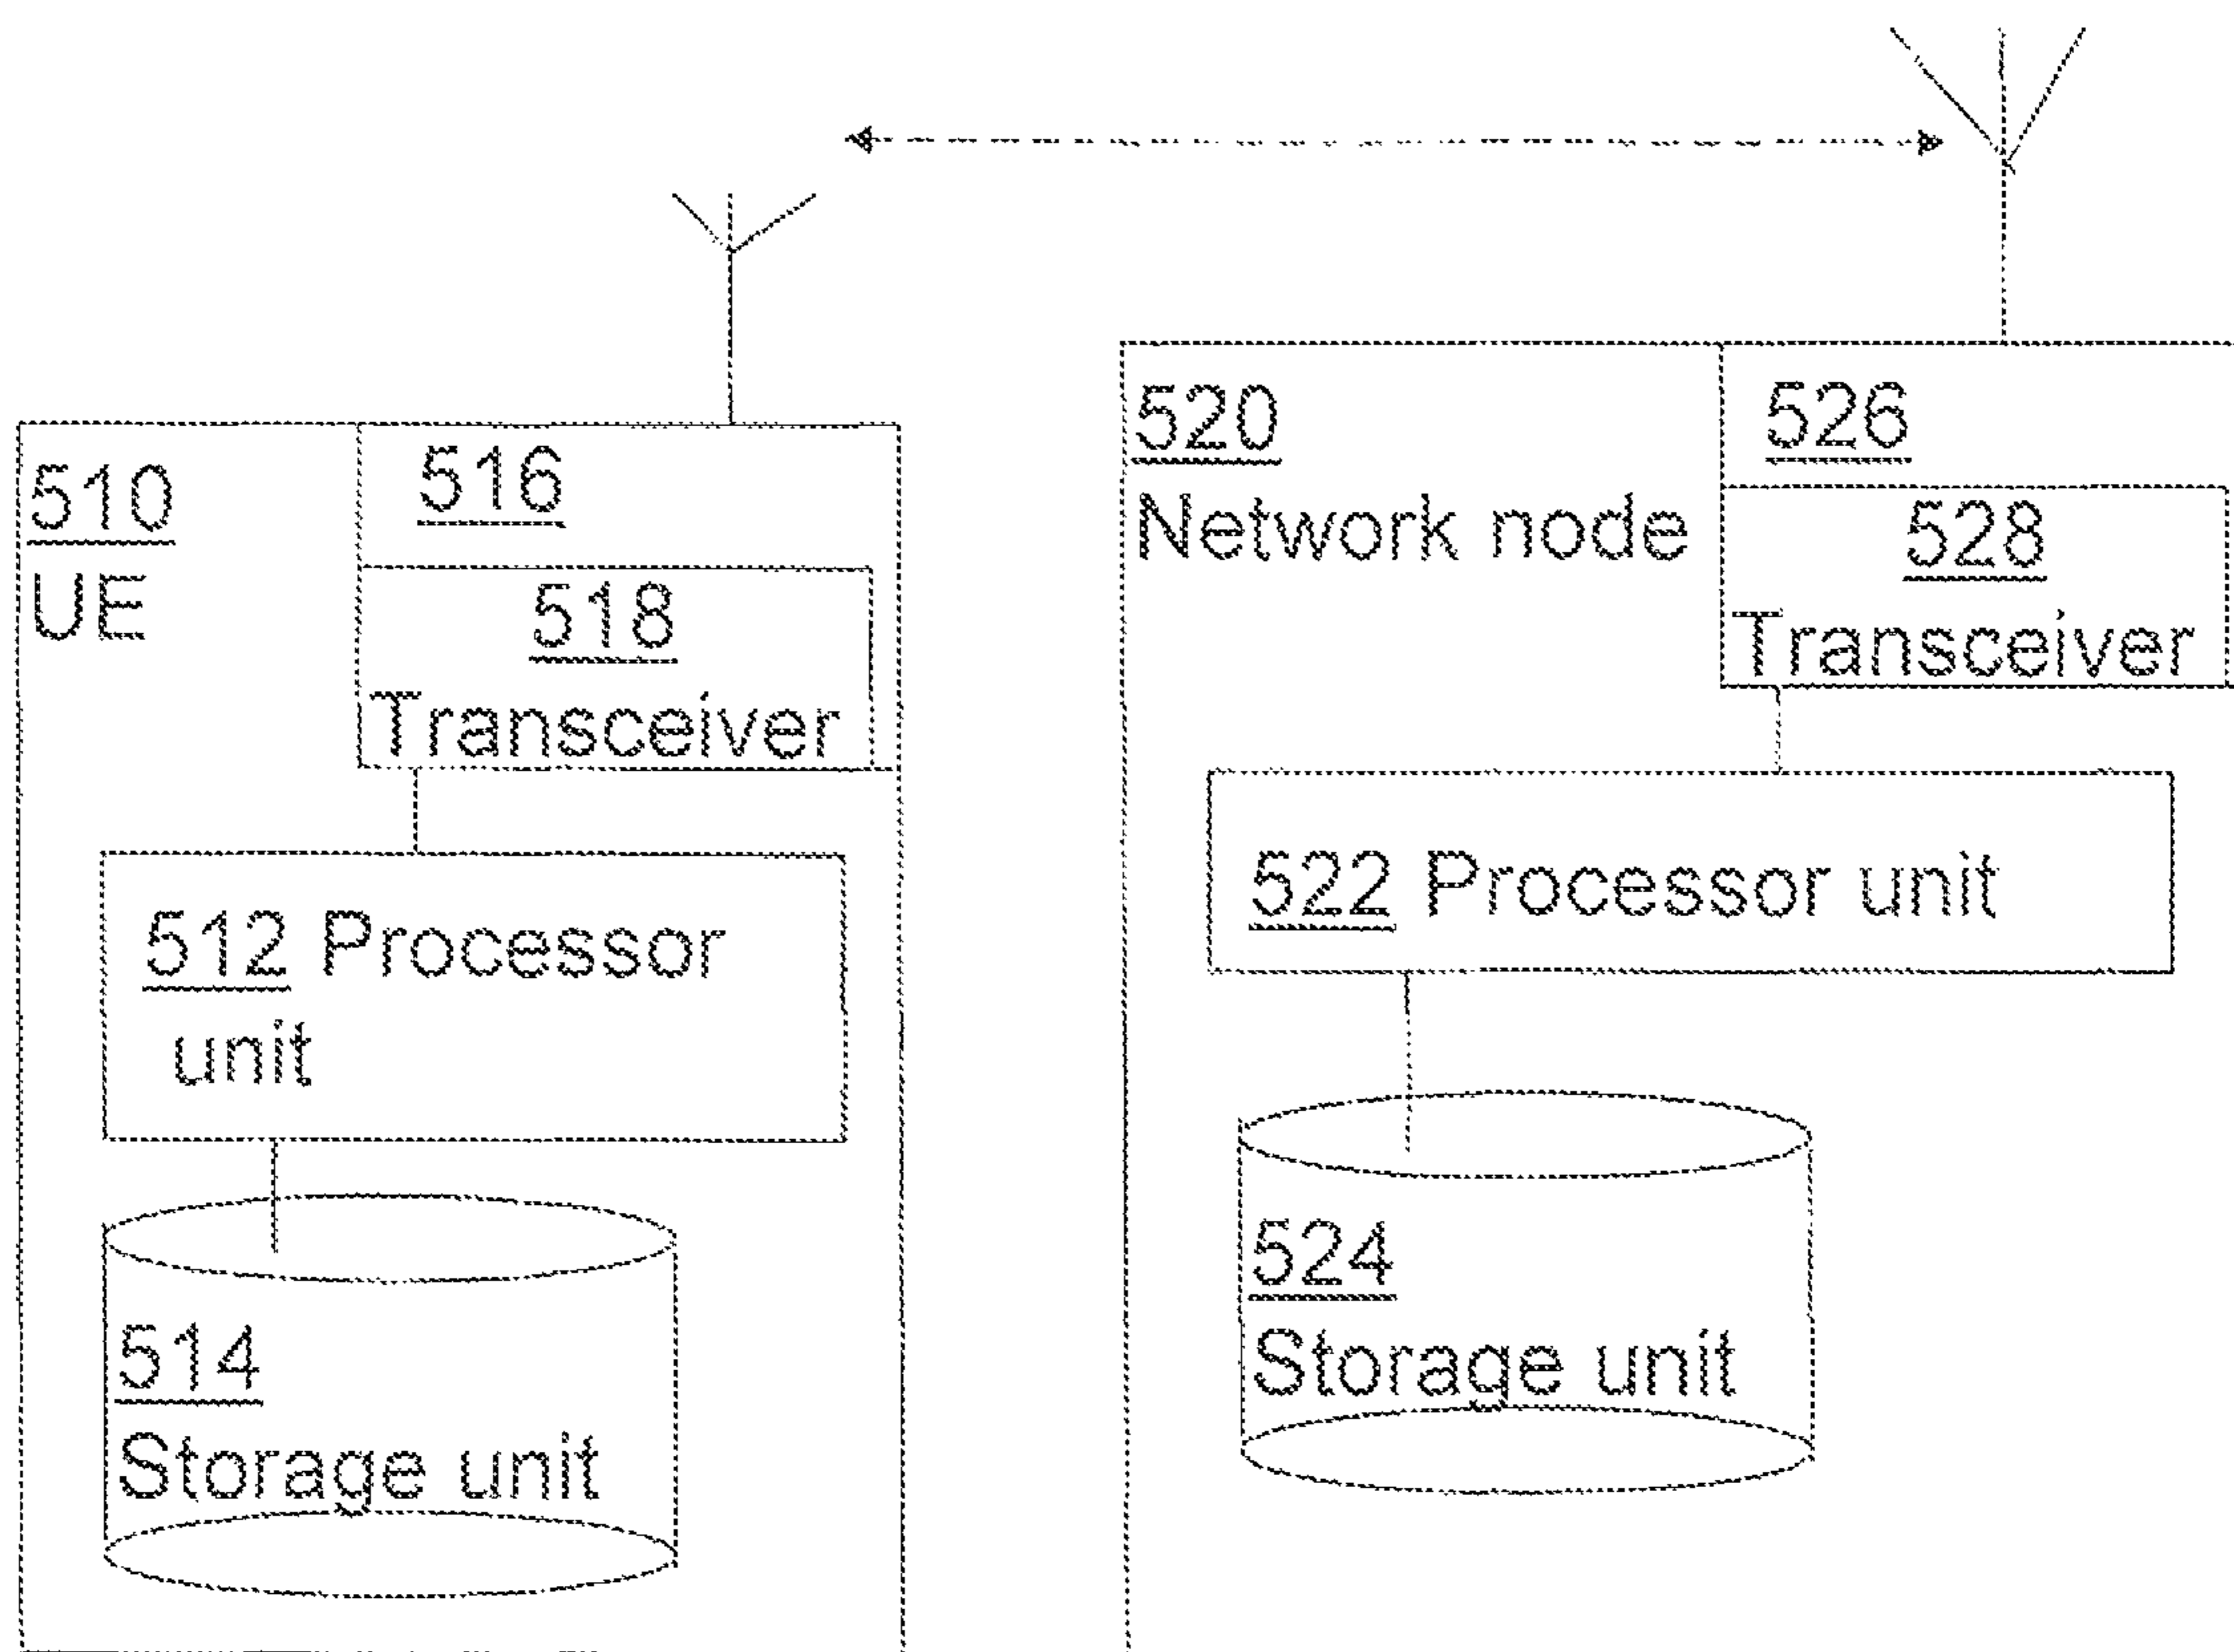 510
UE
516
518
Transceiver
512 Processor
unit
514
Storage unit
520
Network node
526
528
Transceiver
522 Processor unit
524
Storage unit